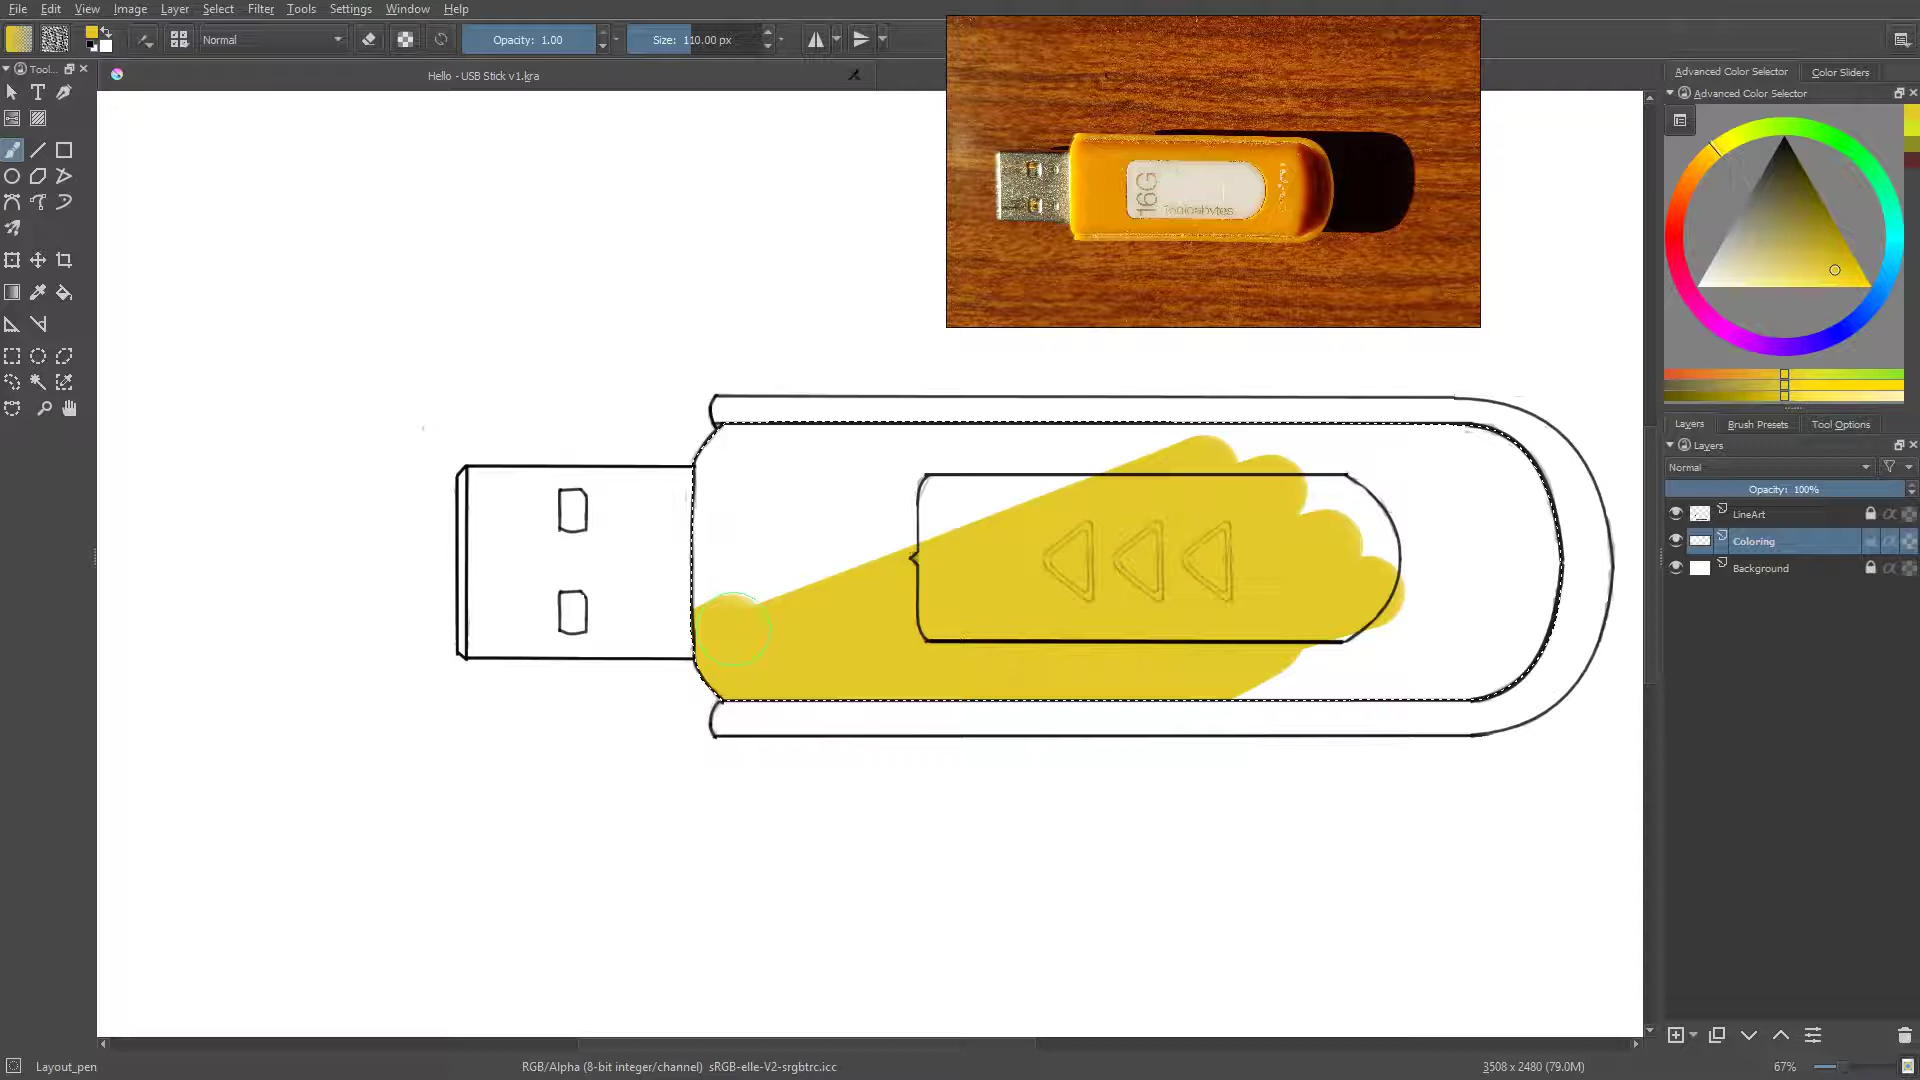 File Edit View Image Layer Select Filter Tools Settings Window Help
Normal Opacity: 1.00 Size: 110.00 px
Tool...
Hello - USB Stick v1.kra
16G
Advanced Color Selector Color Sliders
Advanced Color Selector
Layers Brush Presets Tool Options
Layers
Normal
Opacity: 100%
LineArt
Coloring
Background
Layout_pen RGB/Alpha (8-bit integer/channel) sRGB-elle-V2-srgbtrc.icc 3508 x 2480 (79.0M) 67%